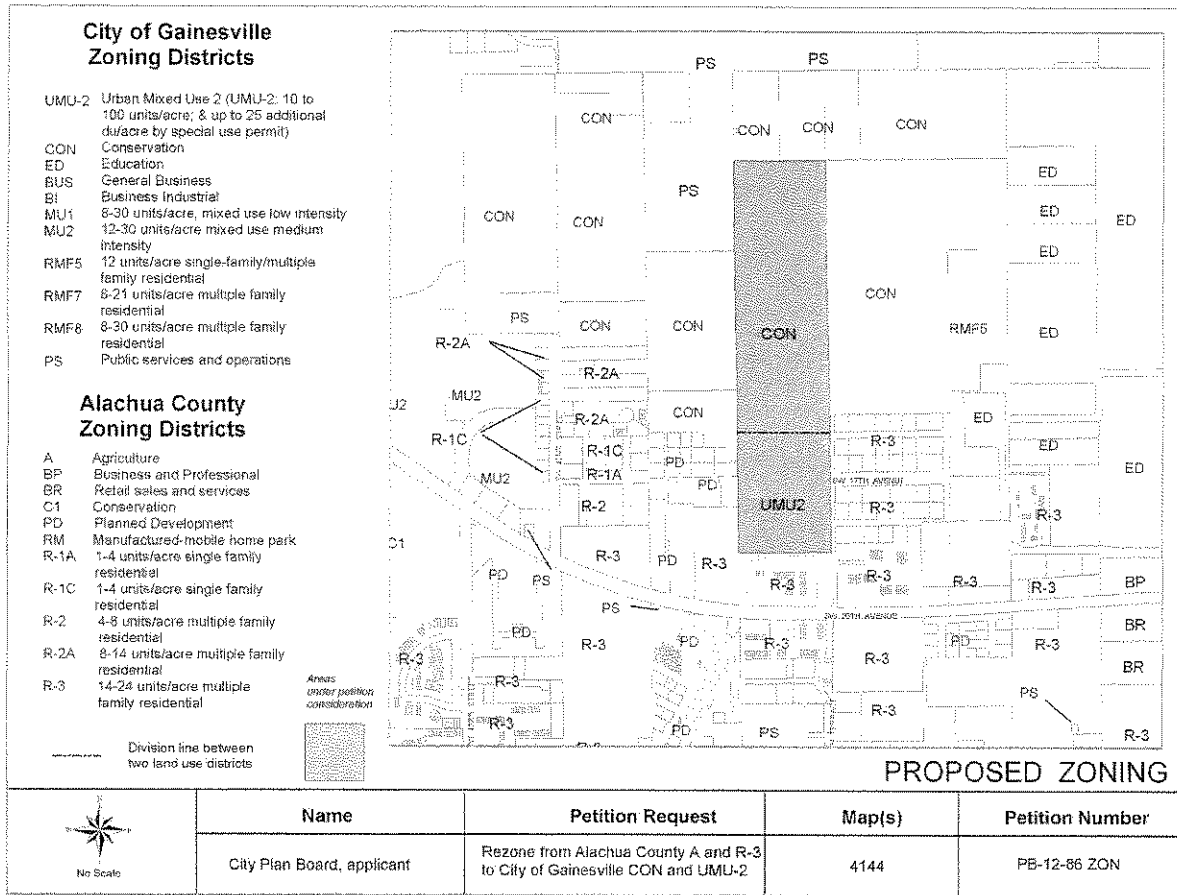 City of Gainesville
Zoning Districts
UMU-2 Urban Mixed Use 2 (UMU-2: 10 to
100 units/acre; & up to 25 additional
du/acre by special use permit)
CON Conservation
ED Education
BUS General Business
BI Business Industrial
MU1 8-30 units/acre, mixed use low intensity
MU2 12-30 units/acre mixed use medium
intensity
RMF5 12 units/acre single-family/multiple
family residential
RMF7 8-21 units/acre multiple family
residential
RMF8 8-30 units/acre multiple family
residential
PS Public services and operations
Alachua County
Zoning Districts
A Agriculture
BP Business and Professional
BR Retail sales and services
C1 Conservation
PD Planned Development
RM Manufactured-mobile home park
R-1A 1-4 units/acre single family
residential
R-1C 1-4 units/acre single family
residential
R-2 4-8 units/acre multiple family
residential
R-2A 8-14 units/acre multiple family
residential
R-3 14-24 units/acre multiple
family residential
Division line between
two land use districts
Areas
under petition
consideration
PS PS
CON CON CON CON
PS ED
ED ED
CON CON ED
CON
PS CON CON CON RMF5 ED
R-2A
R-2A
MU2 U2
R-2A CON ED
R-1C R-1C R-3 ED ED
R-1A PD
MU2 PD SW 17TH AVENUE
R-2 UMU2 R-3 R-3
C1 R-3 PD R-3
PD PS R-3 R-3 R-3 R-3 BP
PS SW 20TH AVENUE
PD R-3 PD R-3 R-3 PD R-3 BR
R-3 R-3 BR
PS
R-3 PD PS R-3 R-3
PROPOSED ZONING
No Scale
Name Petition Request Map(s) Petition Number
City Plan Board, applicant Rezone from Alachua County A and R-3
to City of Gainesville CON and UMU-2 4144 PB-12-86 ZON